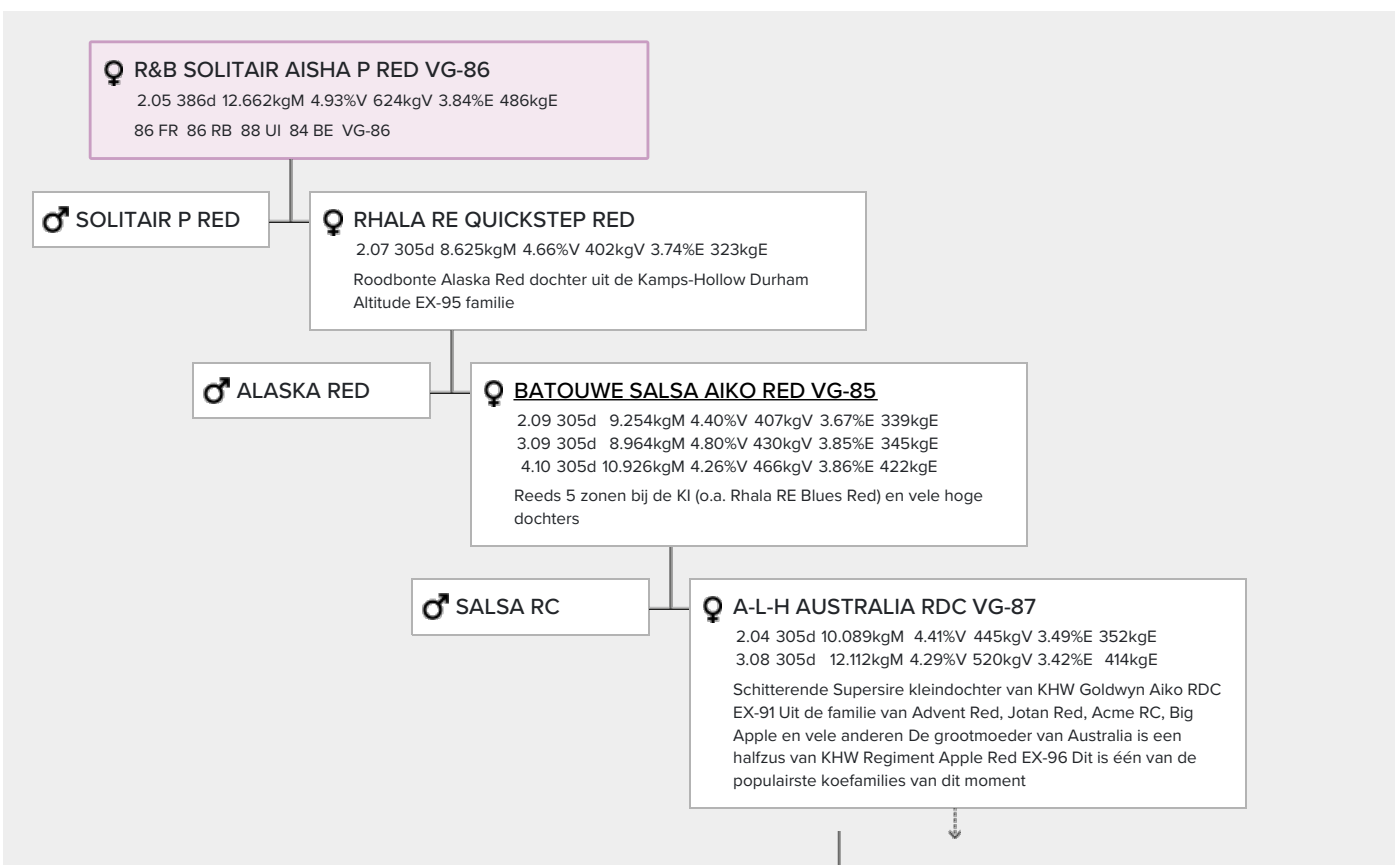 R&B SOLITAIR AISHA P RED VG-86
2.05 386d 12.662kgM 4.93%V 624kgV 3.84%E 486kgE
86 FR 86 RB 88 UI 84 BE VG-86
SOLITAIR P RED
RHALA RE QUICKSTEP RED
2.07 305d 8.625kgM 4.66%V 402kgV 3.74%E 323kgE
Roodbonte Alaska Red dochter uit de Kamps-Hollow Durham
Altitude EX-95 familie
ALASKA RED
BATOUWE SALSA AIKO RED VG-85
2.09 305d 9.254kgM 4.40%V 407kgV 3.67%E 339kgE
3.09 305d 8.964kgM 4.80%V 430kgV 3.85%E 345kgE
4.10 305d 10.926kgM 4.26%V 466kgV 3.86%E 422kgE
Reeds 5 zonen bij de KI (o.a. Rhala RE Blues Red) en vele hoge
dochters
SALSA RC
A-L-H AUSTRALIA RDC VG-87
2.04 305d 10.089kgM 4.41%V 445kgV 3.49%E 352kgE
3.08 305d 12.112kgM 4.29%V 520kgV 3.42%E 414kgE
Schitterende Supersire kleindochter van KHW Goldwyn Aiko RDC
EX-91 Uit de familie van Advent Red, Jotan Red, Acme RC, Big
Apple en vele anderen De grootmoeder van Australia is een
halfzus van KHW Regiment Apple Red EX-96 Dit is één van de
populairste koefamilies van dit moment